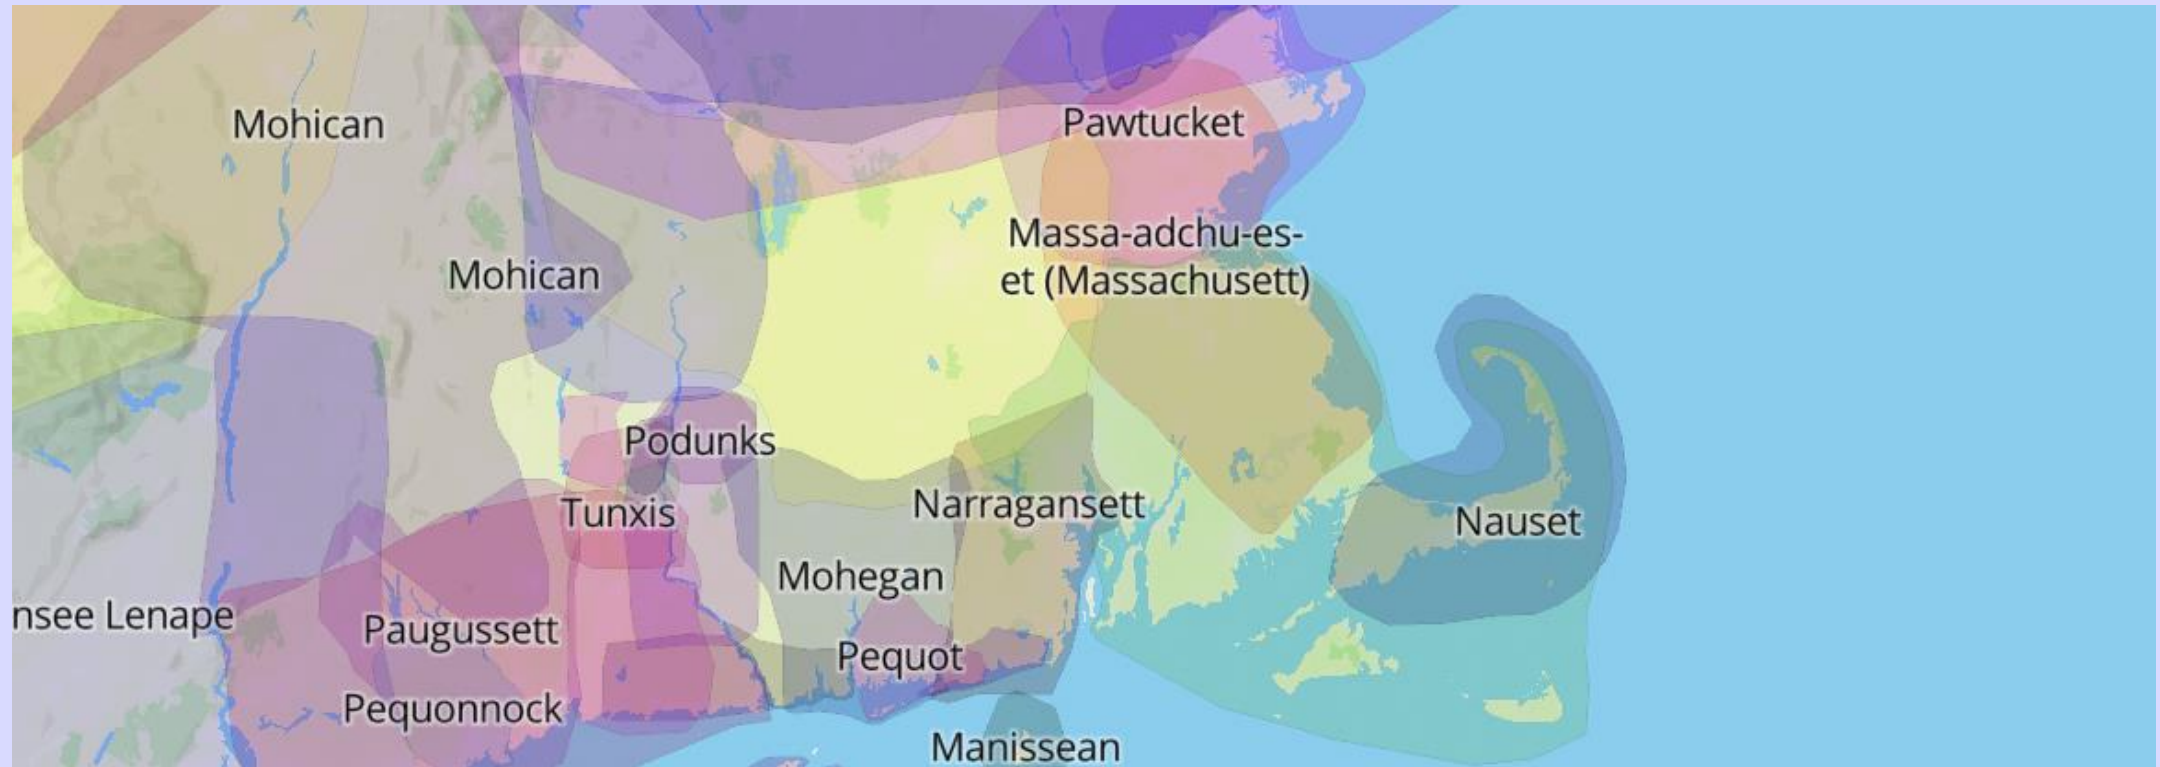 Mohican
Pawtucket
Massa-adchu-es-
et (Massachusett)
Mohican
Podunks
Tunxis
Narragansett
Nauset
Mohegan
nsee Lenape
Paugussett
Pequot
Pequonnock
Manissean